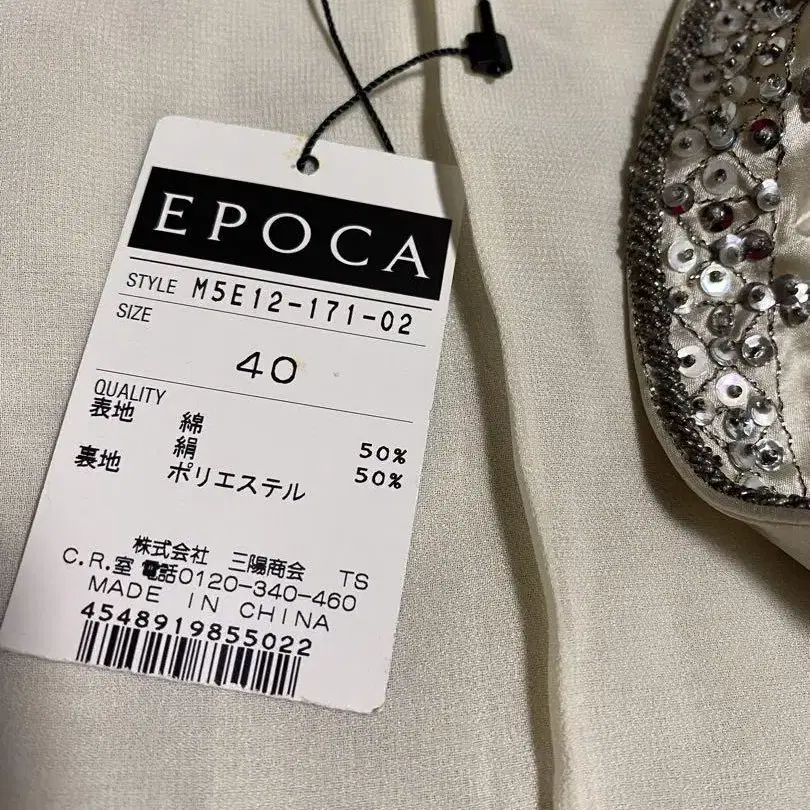 EPOCA
STYLE M5E12-171-02
SIZE
40
QUALITY
表地 綿 50%
絹 50%
裏地 ポリエステル
株式会社 三陽商会 TS
C.R.室 電話0120-340-460
MADE IN CHINA
4548919855022